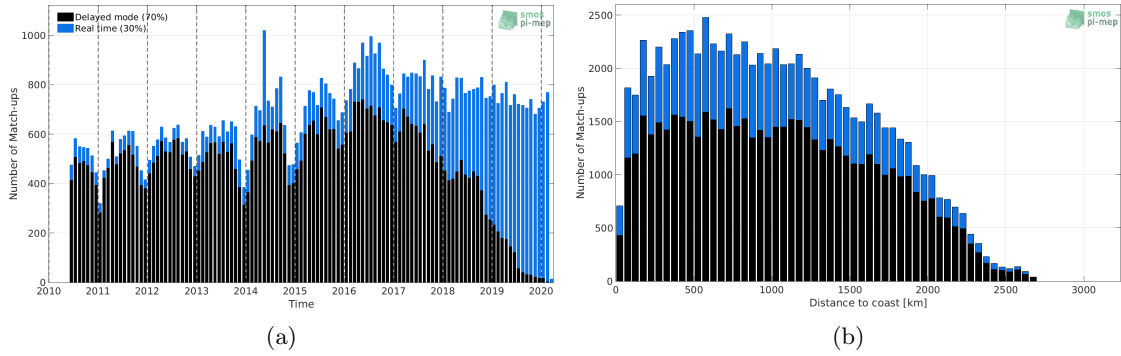 Delayed mode (70%)
Real time (30%)
smos
pi-mep
Number of Match-ups
1000
800
600
400
200
0
2010 2011 2012 2013 2014 2015 2016 2017 2018 2019 2020
Time
(a)
smos
pi-mep
Number of Match-ups
2500
2000
1500
1000
500
0
0 500 1000 1500 2000 2500 3000
Distance to coast [km]
(b)